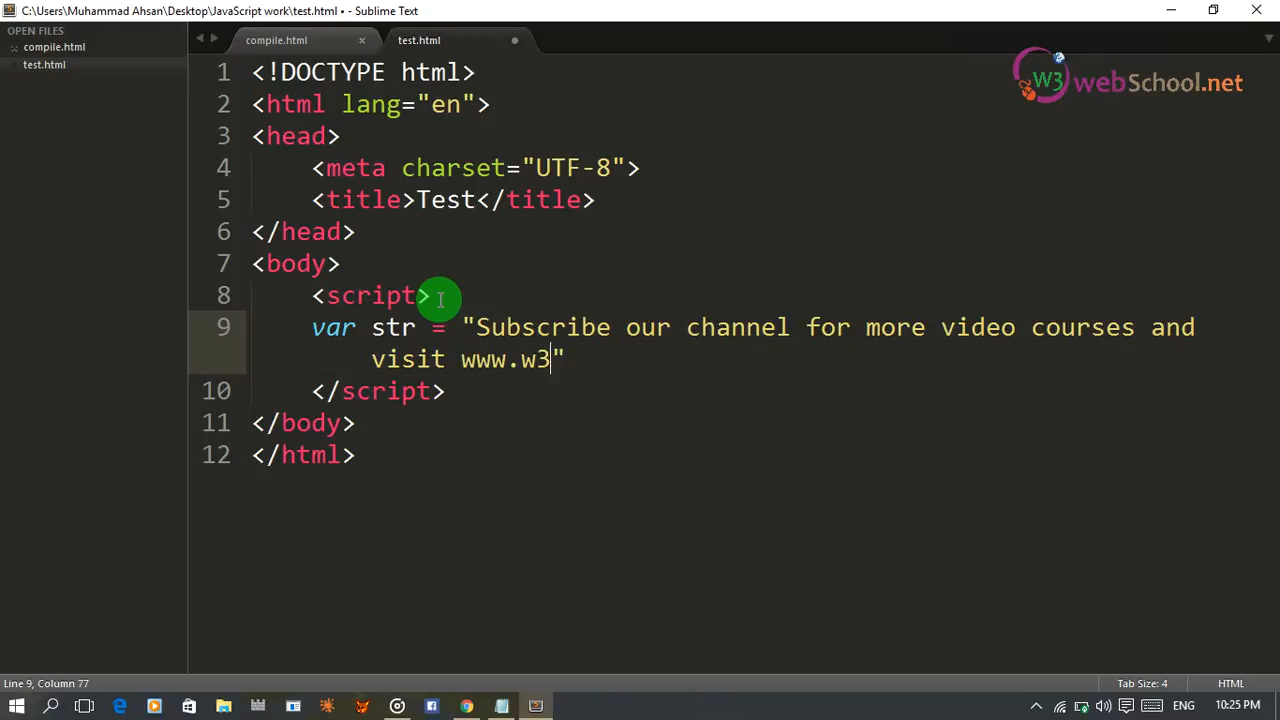 C:\Users\Muhammad Ahsan\Desktop\JavaScript work\test.html • - Sublime Text
OPEN FILES
compile.html
test.html
compile.html
test.html
W3 webSchool.net
1 <!DOCTYPE html>
2 <html lang="en">
3 <head>
4 <meta charset="UTF-8">
5 <title>Test</title>
6 </head>
7 <body>
8 <script>
9 var str = "Subscribe our channel for more video courses and
visit www.w3"
10 </script>
11 </body>
12 </html>
Line 9, Column 77
Tab Size: 4
HTML
ENG
10:25 PM